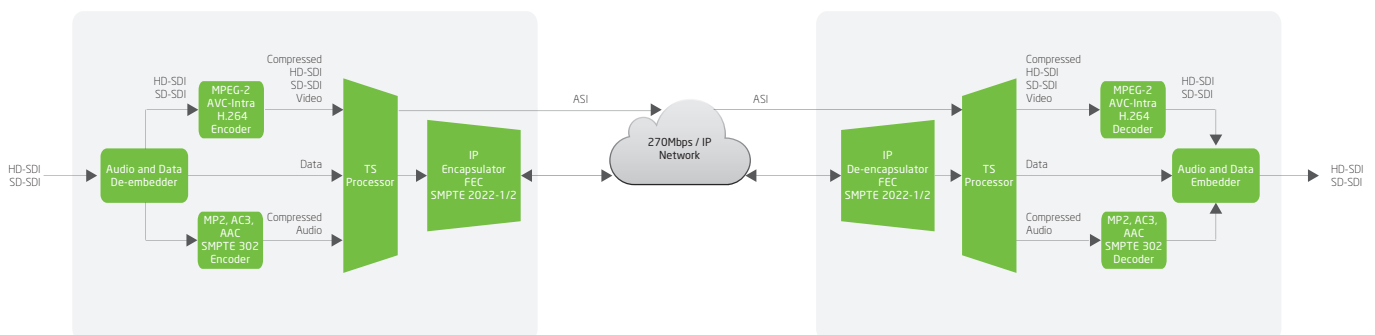 HD-SDI
SD-SDI
Audio and Data
De-embedder
HD-SDI
SD-SDI
MPEG-2
AVC-Intra
H.264
Encoder
Compressed
HD-SDI
SD-SDI
Video
Data
MP2, AC3,
AAC
SMPTE 302
Encoder
Compressed
Audio
TS
Processor
IP
Encapsulator
FEC
SMPTE 2022-1/2
ASI
270Mbps / IP
Network
ASI
IP
De-encapsulator
FEC
SMPTE 2022-1/2
TS
Processor
Compressed
HD-SDI
SD-SDI
Video
MPEG-2
AVC-Intra
H.264
Decoder
HD-SDI
SD-SDI
Data
Compressed
Audio
MP2, AC3,
AAC
SMPTE 302
Decoder
Audio and Data
Embedder
HD-SDI
SD-SDI